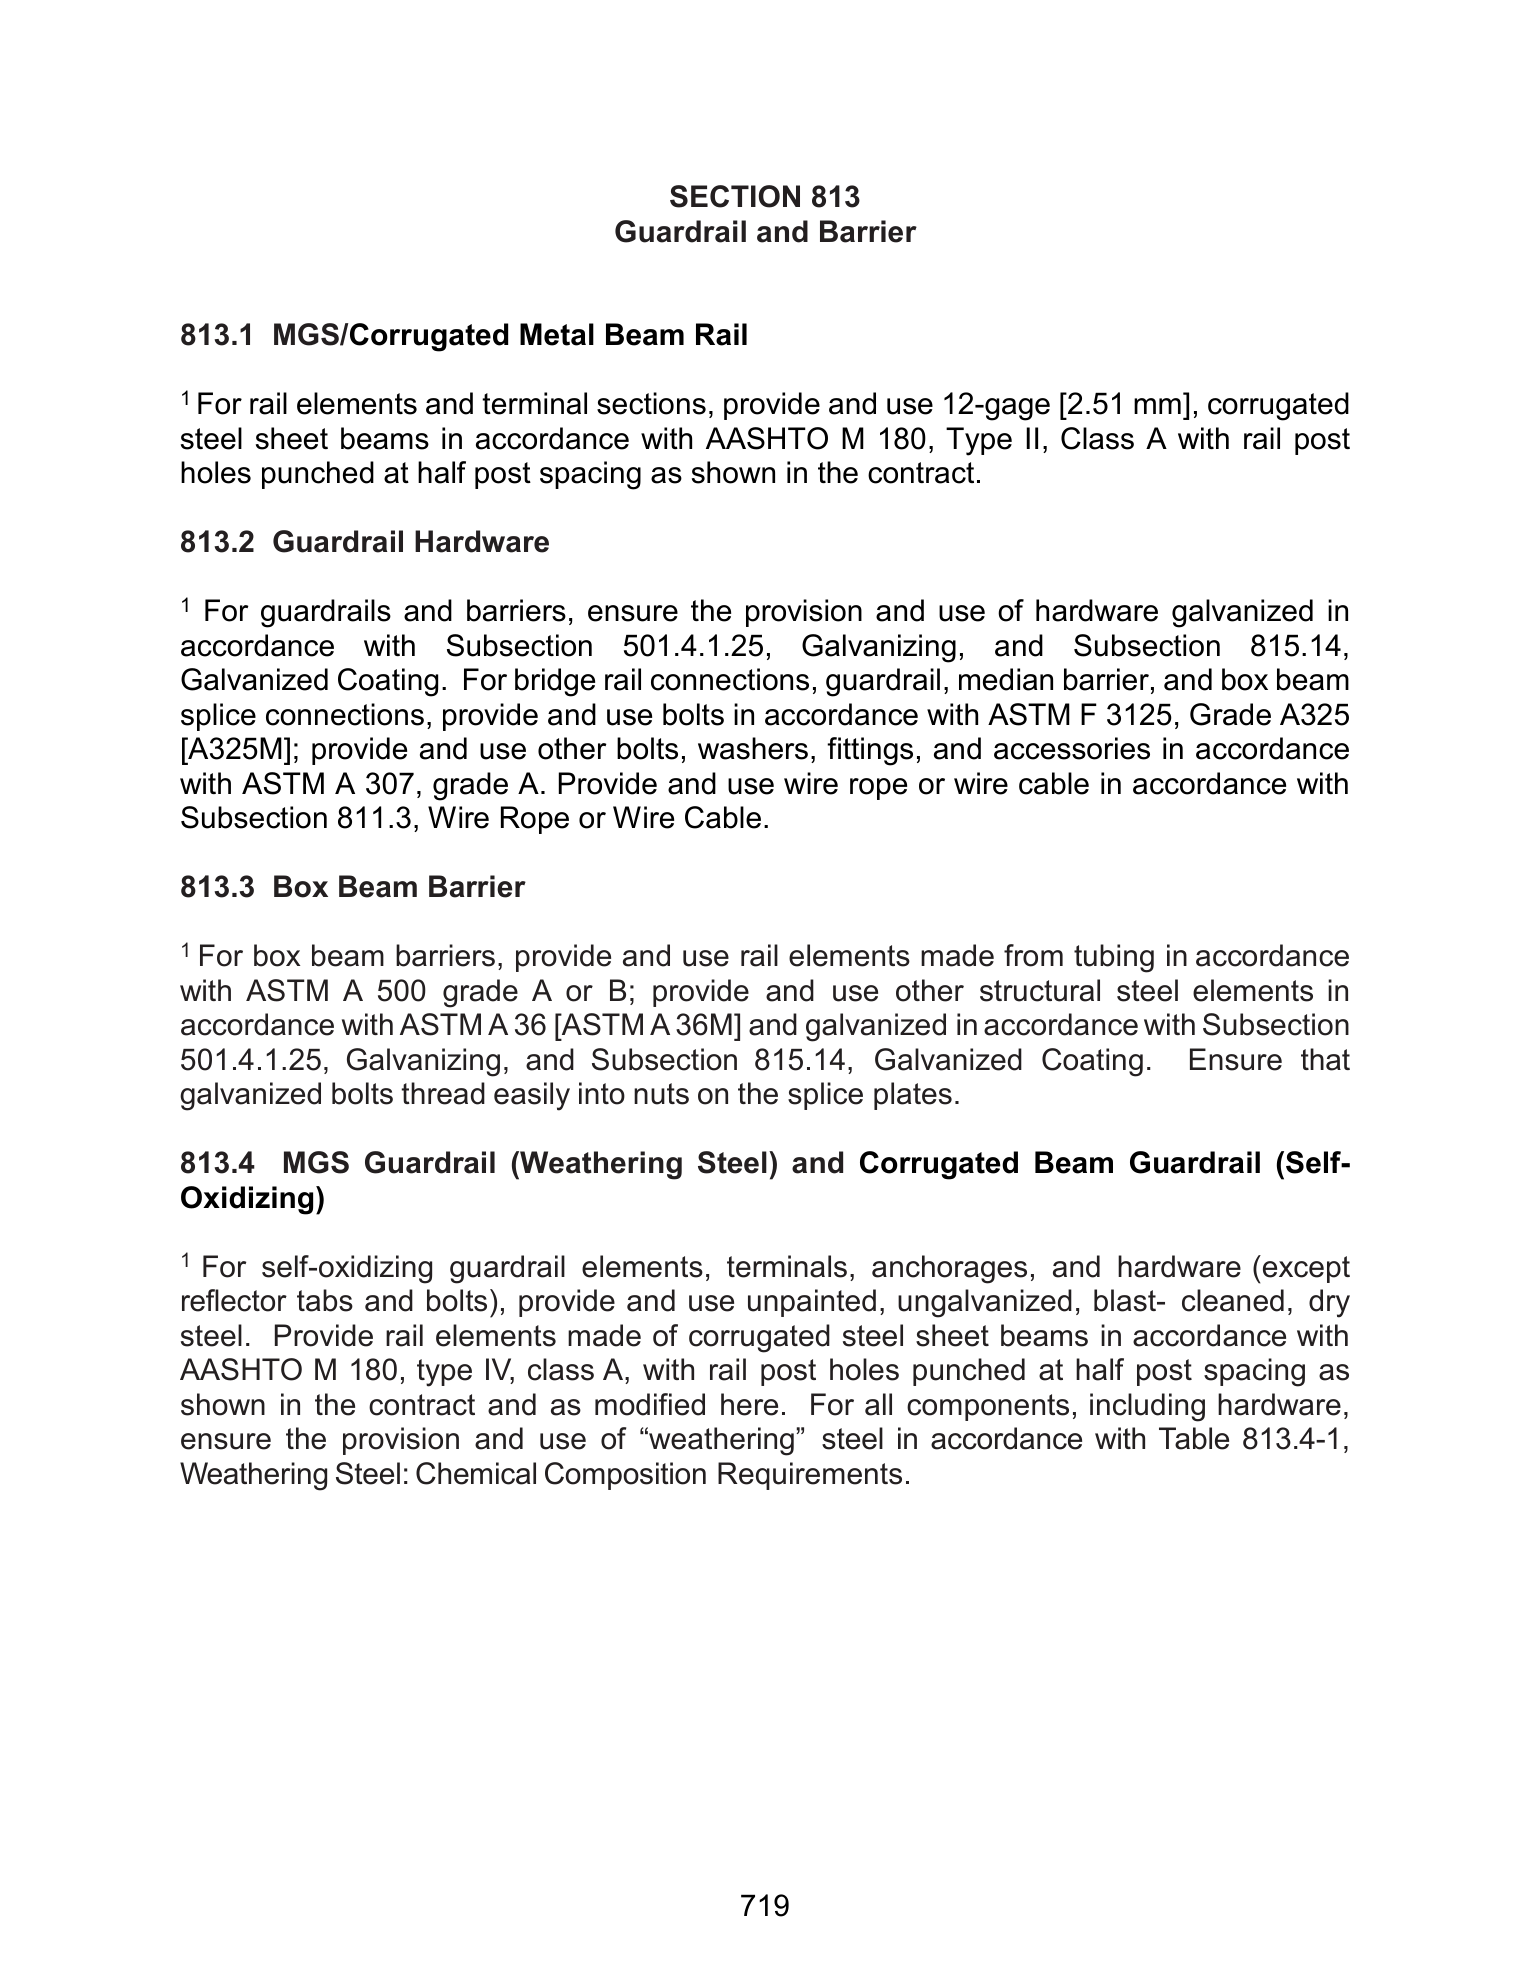 SECTION 813
Guardrail and Barrier
813.1  MGS/Corrugated Metal Beam Rail
1 For rail elements and terminal sections, provide and use 12-gage [2.51 mm], corrugated
steel sheet beams in accordance with AASHTO M 180, Type II, Class A with rail post
holes punched at half post spacing as shown in the contract.
813.2  Guardrail Hardware
1 For guardrails and barriers, ensure the provision and use of hardware galvanized in
accordance with Subsection 501.4.1.25, Galvanizing, and Subsection 815.14,
Galvanized Coating.  For bridge rail connections, guardrail, median barrier, and box beam
splice connections, provide and use bolts in accordance with ASTM F 3125, Grade A325
[A325M]; provide and use other bolts, washers, fittings, and accessories in accordance
with ASTM A 307, grade A. Provide and use wire rope or wire cable in accordance with
Subsection 811.3, Wire Rope or Wire Cable.
813.3  Box Beam Barrier
1 For box beam barriers, provide and use rail elements made from tubing in accordance
with ASTM A 500 grade A or B; provide and use other structural steel elements in
accordance with ASTM A 36 [ASTM A 36M] and galvanized in accordance with Subsection
501.4.1.25, Galvanizing, and Subsection 815.14, Galvanized Coating.  Ensure that
galvanized bolts thread easily into nuts on the splice plates.
813.4  MGS Guardrail (Weathering Steel) and Corrugated Beam Guardrail (Self-
Oxidizing)
1 For self-oxidizing guardrail elements, terminals, anchorages, and hardware (except
reflector tabs and bolts), provide and use unpainted, ungalvanized, blast- cleaned, dry
steel.  Provide rail elements made of corrugated steel sheet beams in accordance with
AASHTO M 180, type IV, class A, with rail post holes punched at half post spacing as
shown in the contract and as modified here.  For all components, including hardware,
ensure the provision and use of “weathering” steel in accordance with Table 813.4-1,
Weathering Steel: Chemical Composition Requirements.
719